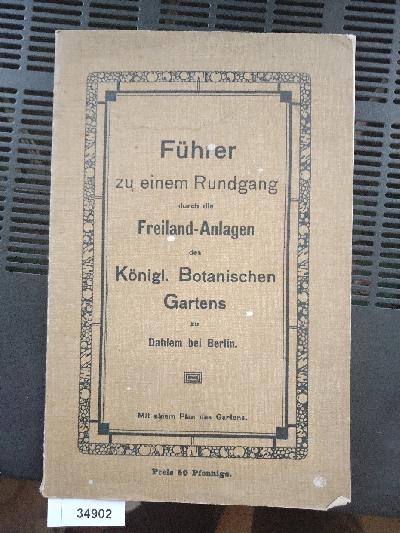 Führer
zu einem Rundgang
durch die
Freiland-Anlagen
des
Königl. Botanischen
Gartens
zu
Dahlem bei Berlin.
Mit einem Plan des Gartens.
Preis 50 Pfennige.
34902